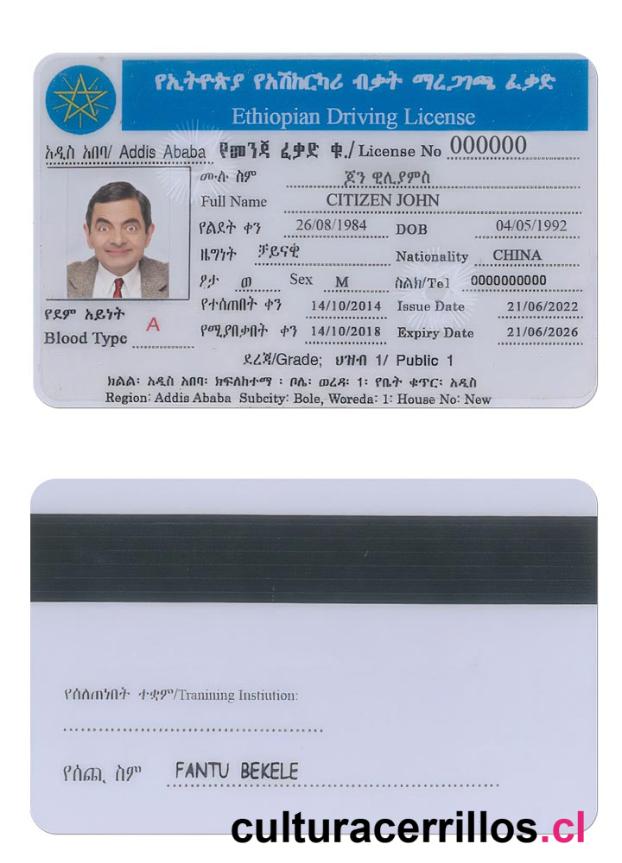 የኢትዮጵያ የአሽከርካሪ ብቃት ማረጋገጫ ፈቃድ
Ethiopian Driving License
አዲስ አበባ/ Addis Ababa የመንጃ ፈቃድ ቁ./ License No 000000
ሙሉ ስም ጆን ዊሊያምስ
Full Name CITIZEN JOHN
የልደት ቀን 26/08/1984 DOB 04/05/1992
ዜግነት ቻይናዊ Nationality CHINA
ፆታ ወ Sex M ስልክ/Tel 0000000000
የደም አይነት የተሰጠበት ቀን 14/10/2014 Issue Date 21/06/2022
Blood Type A የሚያበቃበት ቀን 14/10/2018 Expiry Date 21/06/2026
ደረጃ/Grade; ህዝብ 1/ Public 1
ክልል፡ አዲስ አበባ፡ ክፍለከተማ ፡ ቦሌ፡ ወረዳ፡ 1፡ የቤት ቁጥር፡ አዲስ
Region: Addis Ababa Subcity: Bole, Woreda: 1: House No: New
የሰለጠነበት ተቋም/Tranining Instiution:
የሰጪ ስም FANTU BEKELE
culturacerrillos.cl